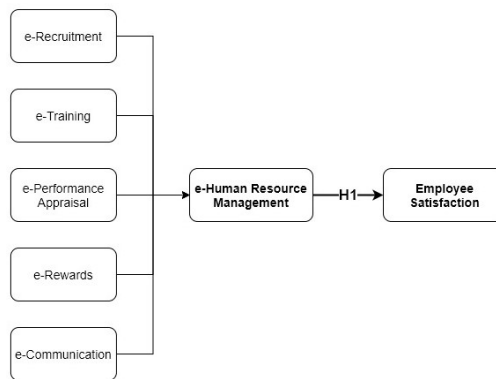 e-Recruitment
e-Training
e-Performance
Appraisal
e-Rewards
e-Communication
e-Human Resource
Management
H1
Employee
Satisfaction